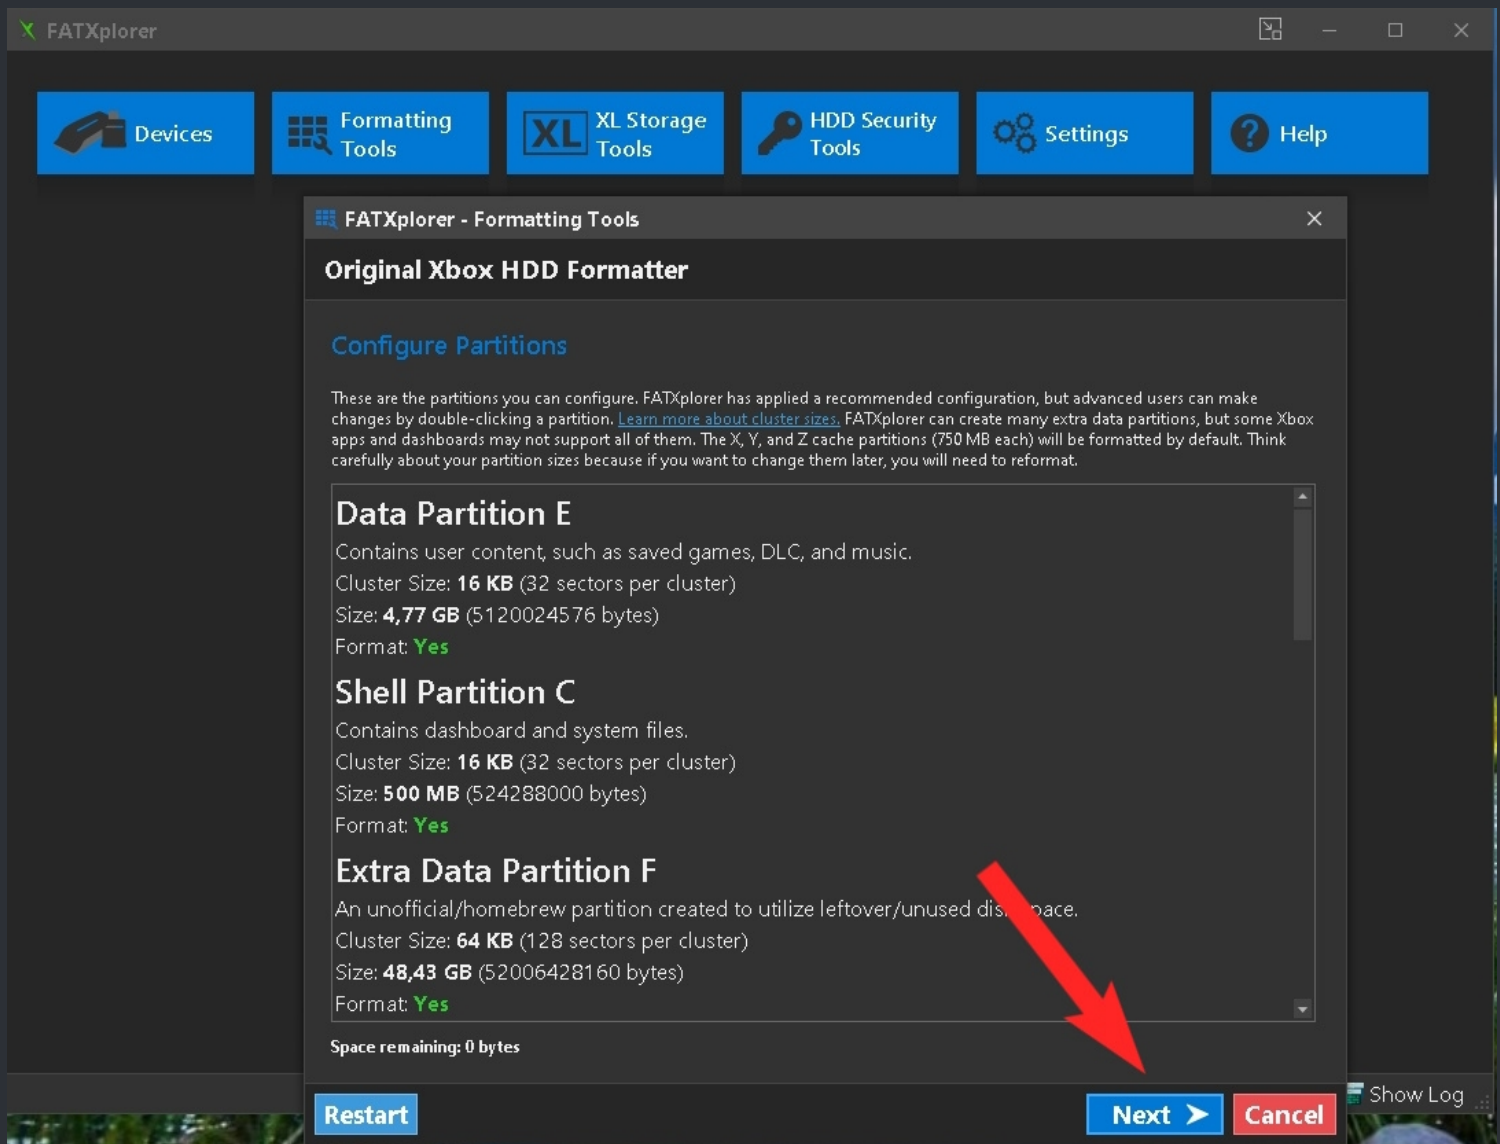 FATXplorer
Devices
Formatting
Tools
XL
XL Storage
Tools
HDD Security
Tools
Settings
?
Help
FATXplorer - Formatting Tools
Original Xbox HDD Formatter
Configure Partitions
These are the partitions you can configure. FATXplorer has applied a recommended configuration, but advanced users can make
changes by double-clicking a partition. Learn more about cluster sizes. FATXplorer can create many extra data partitions, but some Xbox
apps and dashboards may not support all of them. The X, Y, and Z cache partitions (750 MB each) will be formatted by default. Think
carefully about your partition sizes because if you want to change them later, you will need to reformat.
Data Partition E
Contains user content, such as saved games, DLC, and music.
Cluster Size: 16 KB (32 sectors per cluster)
Size: 4,77 GB (5120024576 bytes)
Format: Yes
Shell Partition C
Contains dashboard and system files.
Cluster Size: 16 KB (32 sectors per cluster)
Size: 500 MB (524288000 bytes)
Format: Yes
Extra Data Partition F
An unofficial/homebrew partition created to utilize leftover/unused
Cluster Size: 64 KB (128 sectors per cluster)
Size: 48,43 GB (52006428160 bytes)
Format: Yes
Space remaining: 0 bytes
Restart
Next
Cancel
Show Log